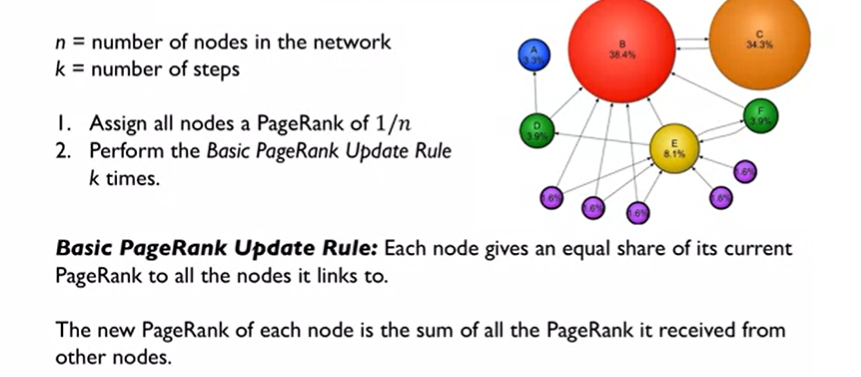 n = number of nodes in the network
k = number of steps
1. Assign all nodes a PageRank of 1/n
2. Perform the Basic PageRank Update Rule
k times.
A
3.3%
B
38.4%
C
34.3%
D
3.9%
E
8.1%
F
3.9%
1.6%
1.6%
1.6%
1.6%
1.6%
Basic PageRank Update Rule: Each node gives an equal share of its current
PageRank to all the nodes it links to.
The new PageRank of each node is the sum of all the PageRank it received from
other nodes.